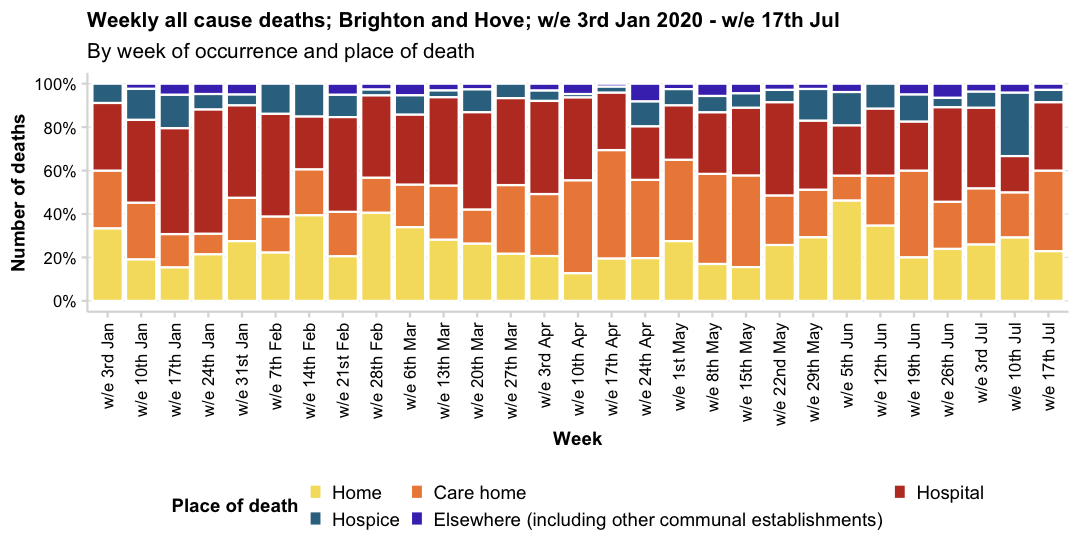 Weekly all cause deaths; Brighton and Hove; w/e 3rd Jan 2020 - w/e 17th Jul
By week of occurrence and place of death
Number of deaths
100%
80%
60%
40%
20%
0%
w/e 3rd Jan
w/e 10th Jan
w/e 17th Jan
w/e 24th Jan
w/e 31st Jan
w/e 7th Feb
w/e 14th Feb
w/e 21st Feb
w/e 28th Feb
w/e 6th Mar
w/e 13th Mar
w/e 20th Mar
w/e 27th Mar
w/e 3rd Apr
w/e 10th Apr
w/e 17th Apr
w/e 24th Apr
w/e 1st May
w/e 8th May
w/e 15th May
w/e 22nd May
w/e 29th May
w/e 5th Jun
w/e 12th Jun
w/e 19th Jun
w/e 26th Jun
w/e 3rd Jul
w/e 10th Jul
w/e 17th Jul
Week
Place of death
Home
Care home
Hospital
Hospice
Elsewhere (including other communal establishments)